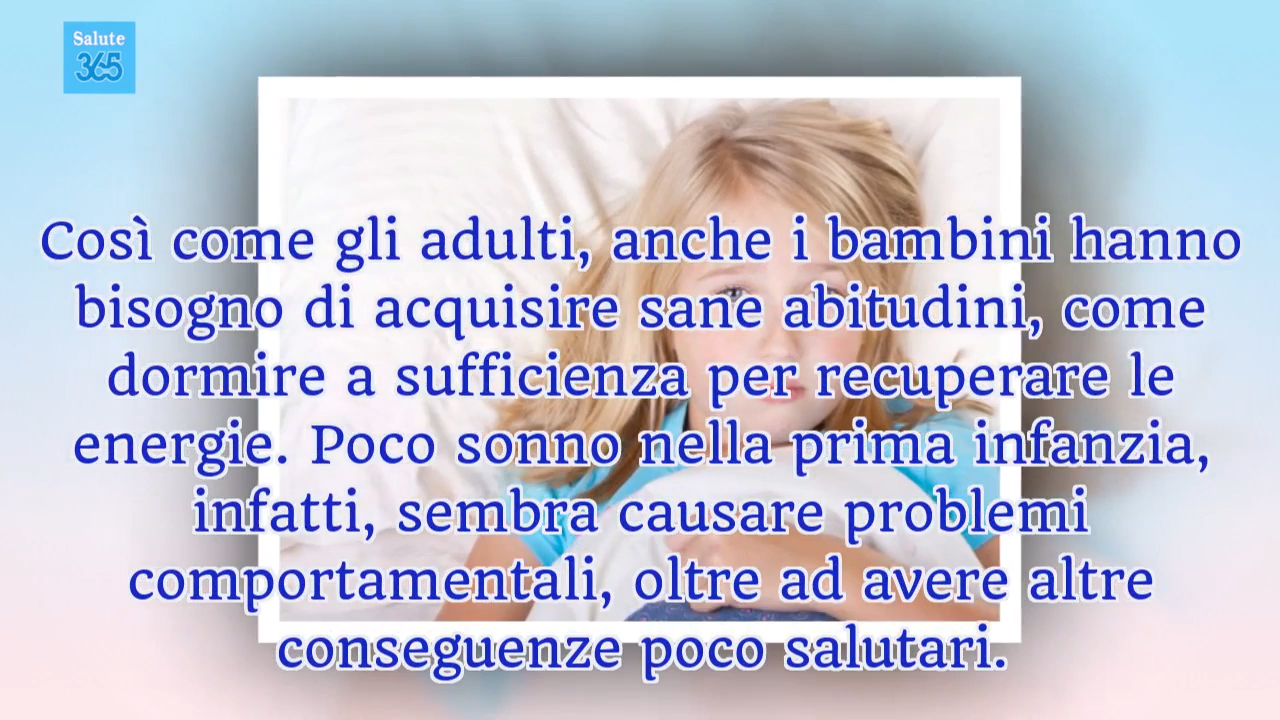 Salute
365
Così come gli adulti, anche i bambini hanno
bisogno di acquisire sane abitudini, come
dormire a sufficienza per recuperare le
energie. Poco sonno nella prima infanzia,
infatti, sembra causare problemi
comportamentali, oltre ad avere altre
conseguenze poco salutari.